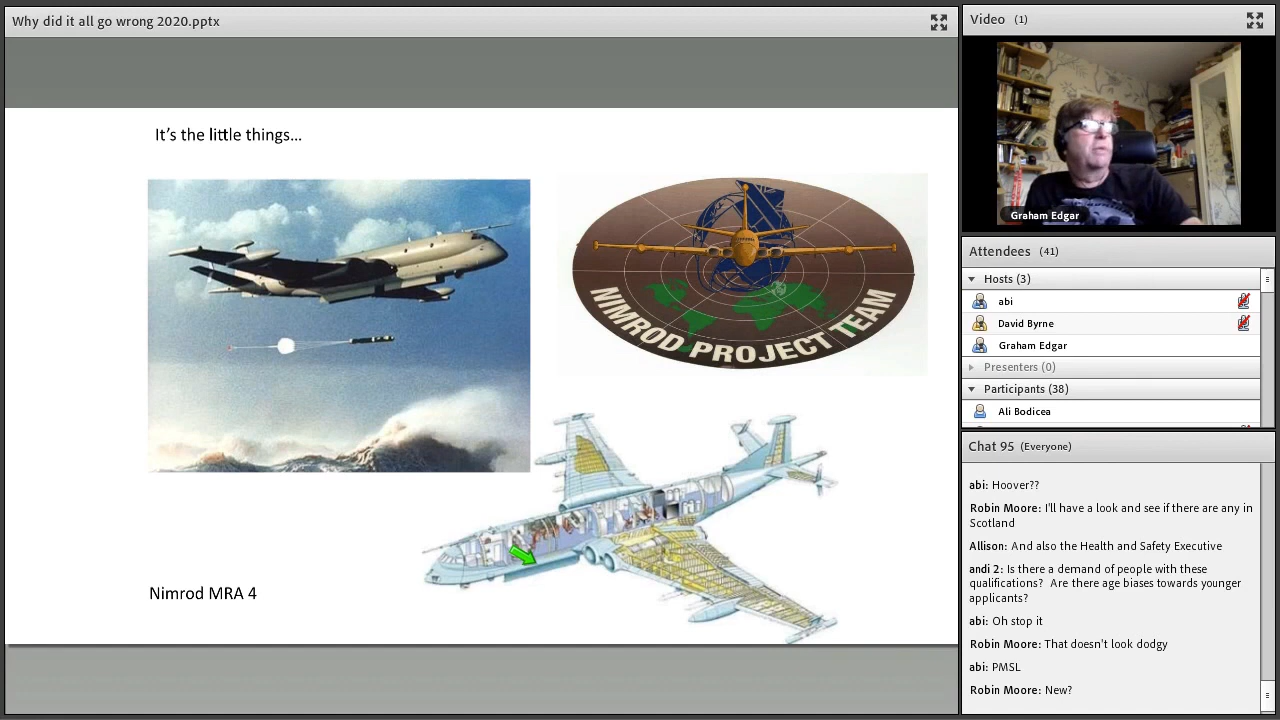 Why did it all go wrong 2020.pptx
It's the little things...
NIMROD PROJECT TEAM
Nimrod MRA 4
Video (1)
Graham Edgar
Attendees (41)
Hosts (3)
abi
David Byrne
Graham Edgar
Presenters (0)
Participants (38)
Ali Bodicea
Chat 95 (Everyone)
abi: Hoover??
Robin Moore: I'll have a look and see if there are any in
Scotland
Allison: And also the Health and Safety Executive
andi 2: Is there a demand of people with these
qualifications? Are there age biases towards younger
applicants?
abi: Oh stop it
Robin Moore: That doesn't look dodgy
abi: PMSL
Robin Moore: New?